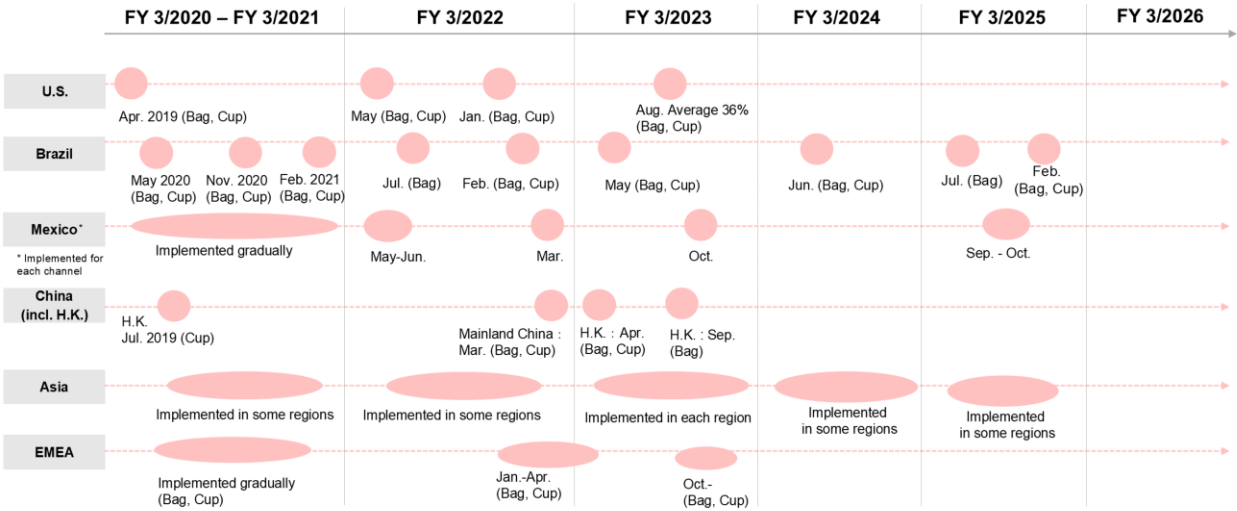 FY 3/2020 – FY 3/2021 FY 3/2022 FY 3/2023 FY 3/2024 FY 3/2025 FY 3/2026
U.S.
Apr. 2019 (Bag, Cup)
May (Bag, Cup)
Jan. (Bag, Cup)
Aug. Average 36%
(Bag, Cup)
Brazil
May 2020
(Bag, Cup)
Nov. 2020
(Bag, Cup)
Feb. 2021
(Bag, Cup)
Jul. (Bag)
Feb. (Bag, Cup)
May (Bag, Cup)
Jun. (Bag, Cup)
Jul. (Bag)
Feb.
(Bag, Cup)
Mexico*
* Implemented for
each channel
Implemented gradually
May-Jun.
Mar.
Oct.
Sep. - Oct.
China
(incl. H.K.)
H.K.
Jul. 2019 (Cup)
Mainland China :
Mar. (Bag, Cup)
H.K. : Apr.
(Bag, Cup)
H.K. : Sep.
(Bag)
Asia
Implemented in some regions
Implemented in some regions
Implemented in each region
Implemented
in some regions
Implemented
in some regions
EMEA
Implemented gradually
(Bag, Cup)
Jan.-Apr.
(Bag, Cup)
Oct.-
(Bag, Cup)